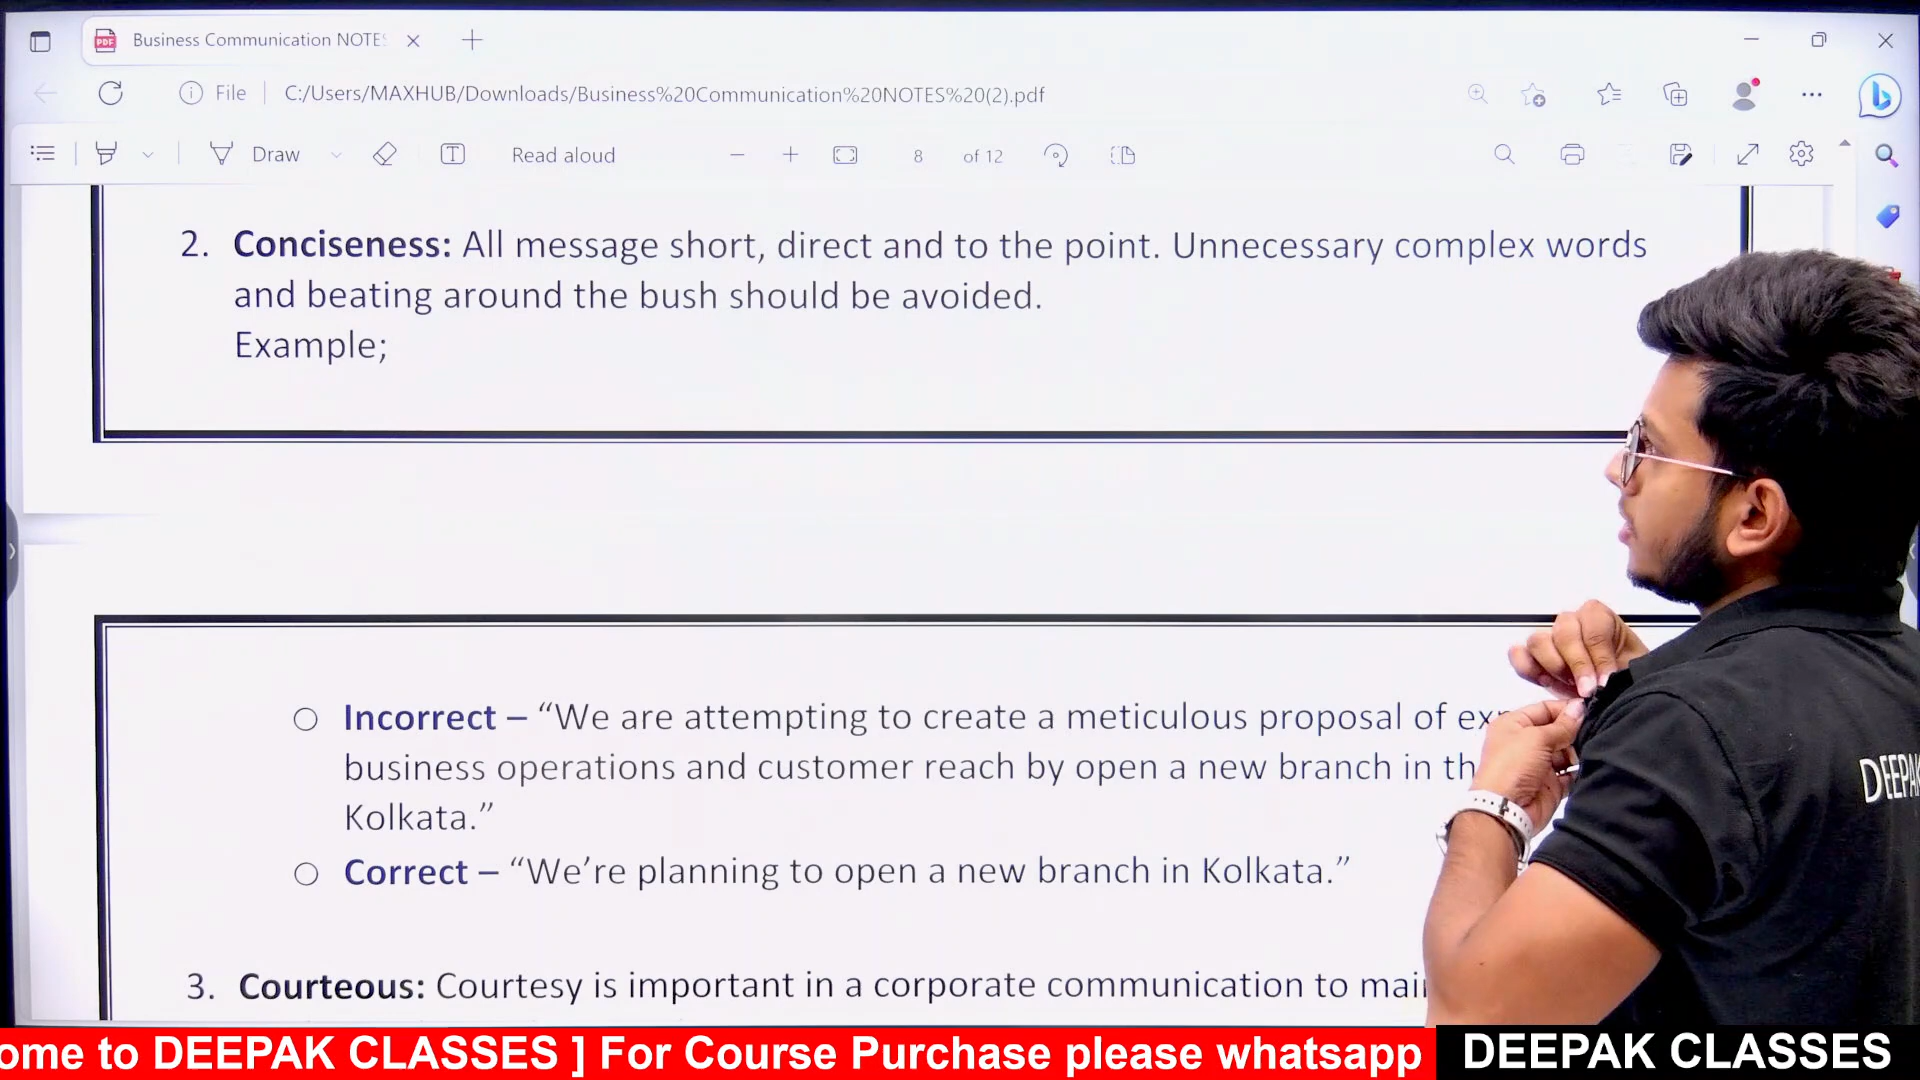 Business Communication NOTE
File
C:/Users/MAXHUB/Downloads/Business%20Communication%20NOTES%20(2).pdf
Draw
Read aloud
8 of 12
2. Conciseness: All message short, direct and to the point. Unnecessary complex words
and beating around the bush should be avoided.
Example;
Incorrect – “We are attempting to create a meticulous proposal of
business operations and customer reach by open a new branch in
Kolkata.”
Correct – “We’re planning to open a new branch in Kolkata.”
3. Courteous: Courtesy is important in a corporate communication to
DEEPAK
ome to DEEPAK CLASSES ] For Course Purchase please whatsapp
DEEPAK CLASSES